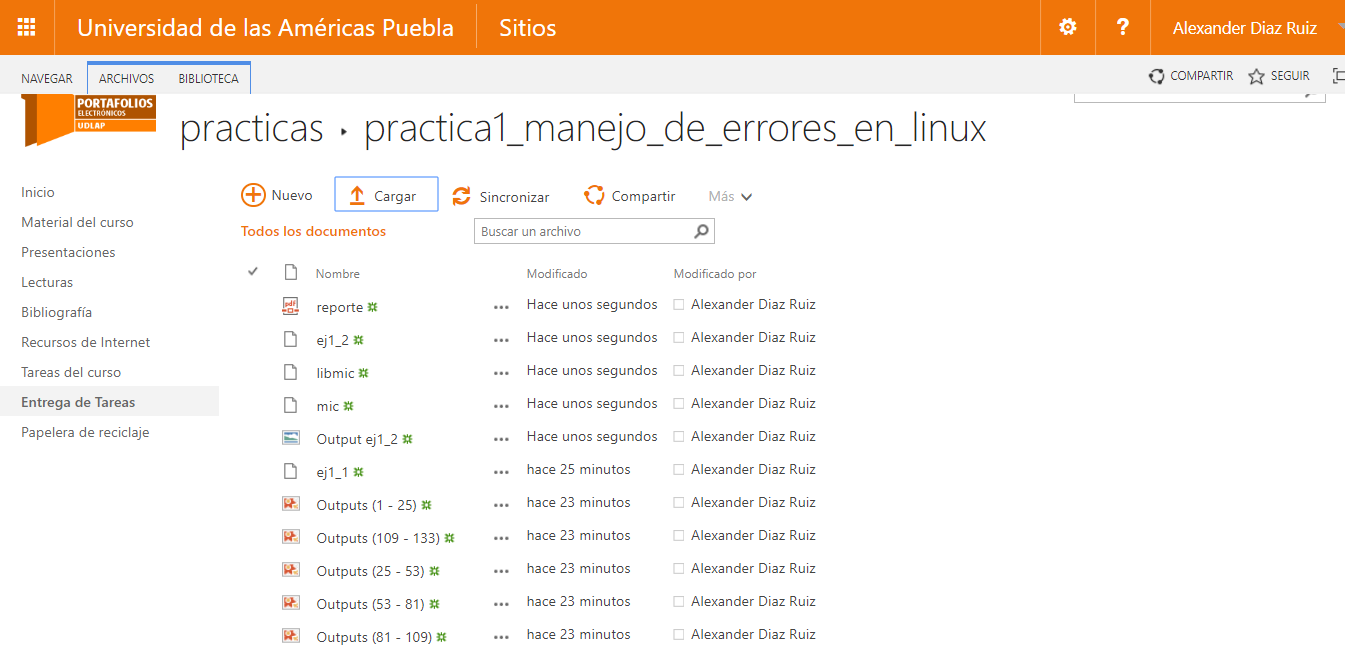 Universidad de las Américas Puebla Sitios ? Alexander Diaz Ruiz
NAVEGAR ARCHIVOS BIBLIOTECA COMPARTIR SEGUIR
PORTAFOLIOS
ELECTRÓNICOS
UDLAP
practicas ▸ practica1_manejo_de_errores_en_linux
Inicio
Material del curso
Presentaciones
Lecturas
Bibliografía
Recursos de Internet
Tareas del curso
Entrega de Tareas
Papelera de reciclaje
Nuevo Cargar Sincronizar Compartir Más
Todos los documentos Buscar un archivo
Nombre Modificado Modificado por
reporte ... Hace unos segundos Alexander Diaz Ruiz
ej1_2 ... Hace unos segundos Alexander Diaz Ruiz
libmic ... Hace unos segundos Alexander Diaz Ruiz
mic ... Hace unos segundos Alexander Diaz Ruiz
Output ej1_2 ... Hace unos segundos Alexander Diaz Ruiz
ej1_1 ... hace 25 minutos Alexander Diaz Ruiz
Outputs (1 - 25) ... hace 23 minutos Alexander Diaz Ruiz
Outputs (109 - 133) ... hace 23 minutos Alexander Diaz Ruiz
Outputs (25 - 53) ... hace 23 minutos Alexander Diaz Ruiz
Outputs (53 - 81) ... hace 23 minutos Alexander Diaz Ruiz
Outputs (81 - 109) ... hace 23 minutos Alexander Diaz Ruiz